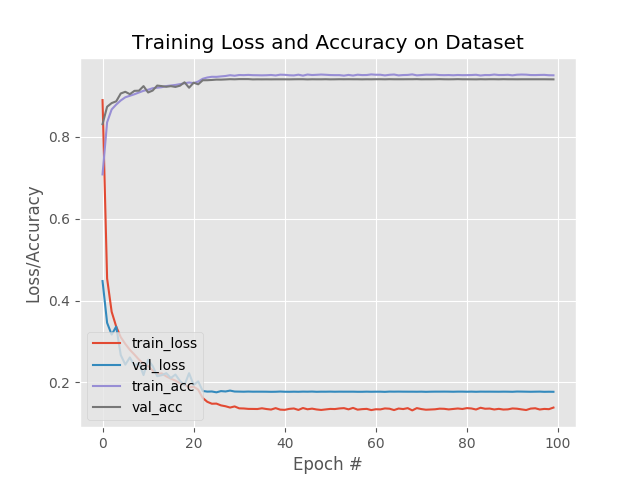 Training Loss and Accuracy on Dataset
Loss/Accuracy
0.8
0.6
0.4
0.2
train_loss
val_loss
train_acc
val_acc
0 20 40 60 80 100
Epoch #